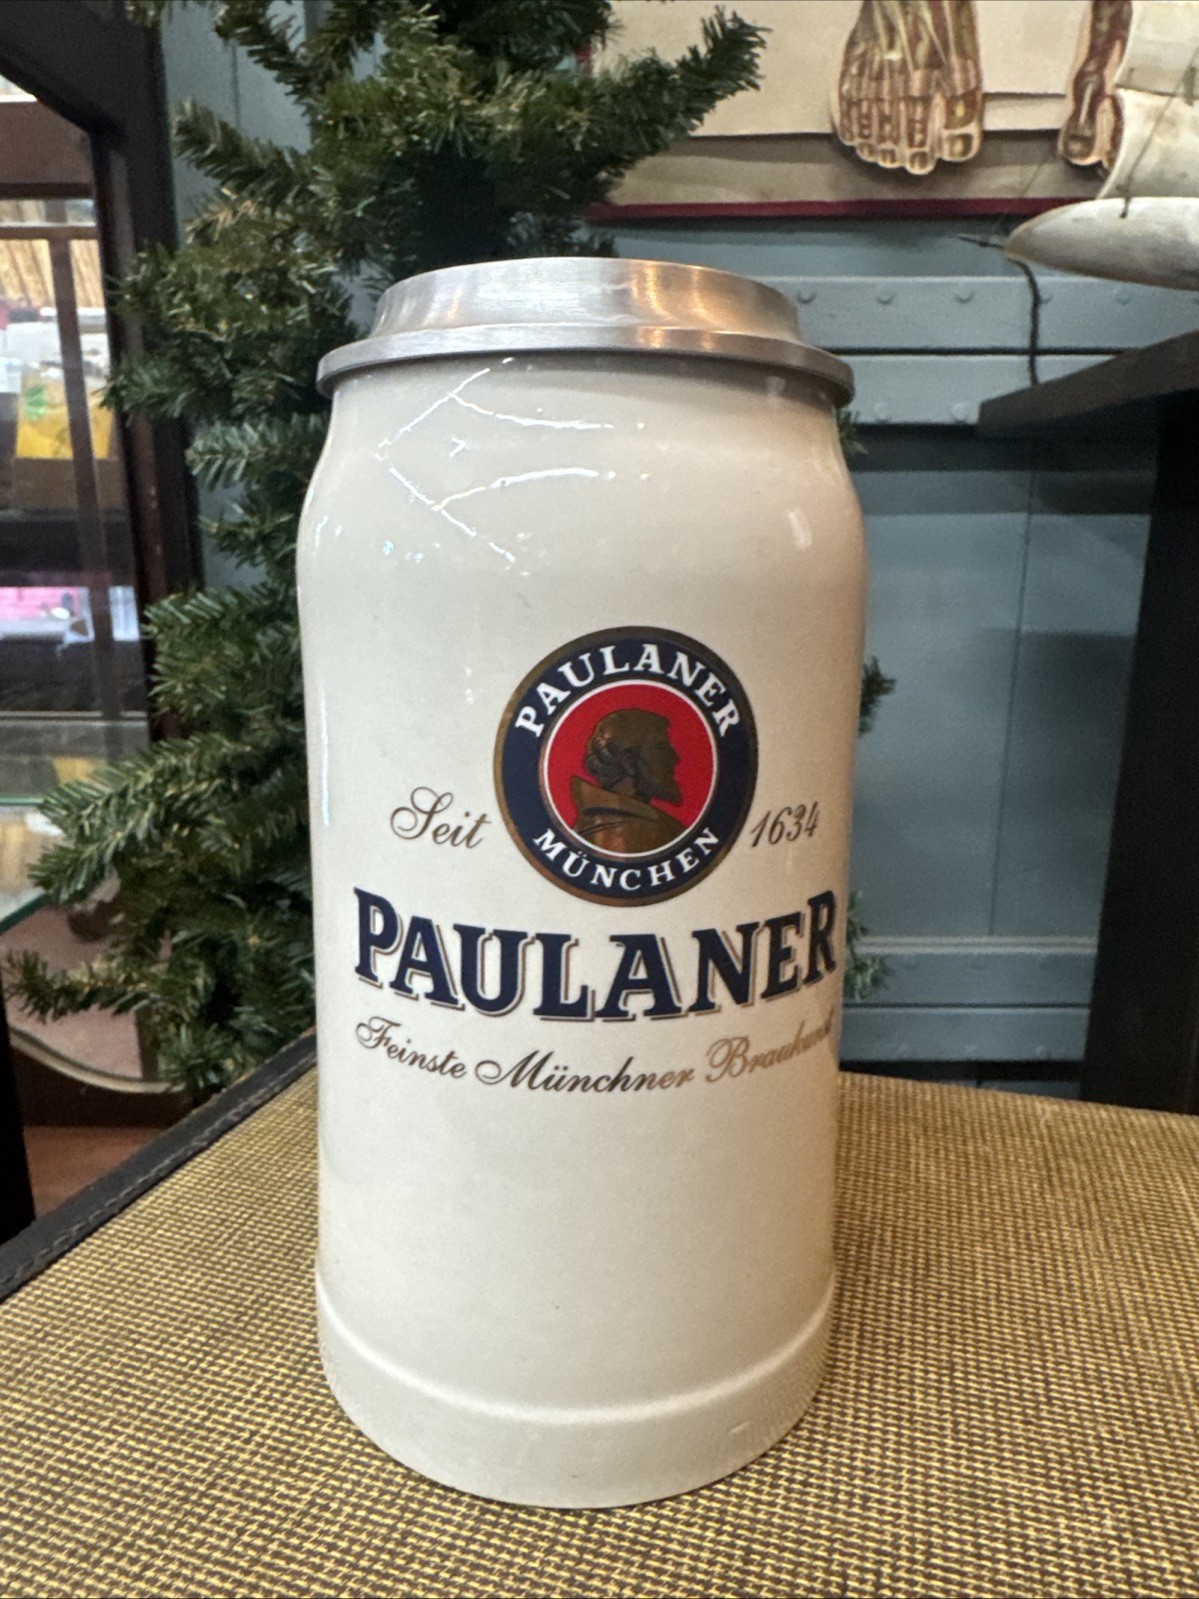 PAULANER
MÜNCHEN
Seit 1634
PAULANER
Feinste Münchner Braukunst